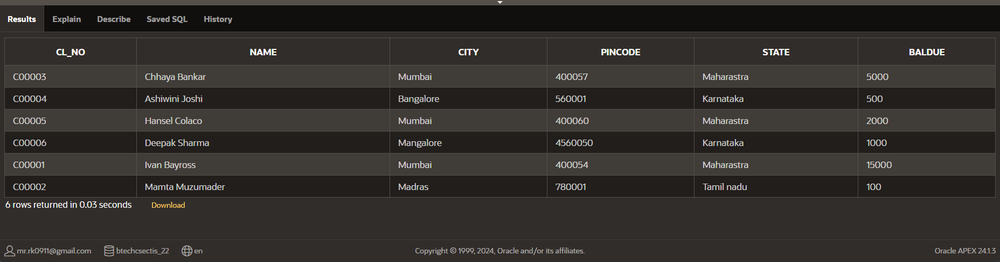 Results Explain Describe Saved SQL History
CL_NO NAME CITY PINCODE STATE BALDUE
C00003 Chhaya Bankar Mumbai 400057 Maharastra 5000
C00004 Ashiwini Joshi Bangalore 560001 Karnataka 500
C00005 Hansel Colaco Mumbai 400060 Maharastra 2000
C00006 Deepak Sharma Mangalore 4560050 Karnataka 1000
C00001 Ivan Bayross Mumbai 400054 Maharastra 15000
C00002 Mamta Muzumader Madras 780001 Tamil nadu 100
6 rows returned in 0.03 seconds Download
mr.rk0911@gmail.com btechcsectis_22 en Copyright © 1999, 2024, Oracle and/or its affiliates. Oracle APEX 24.1.3